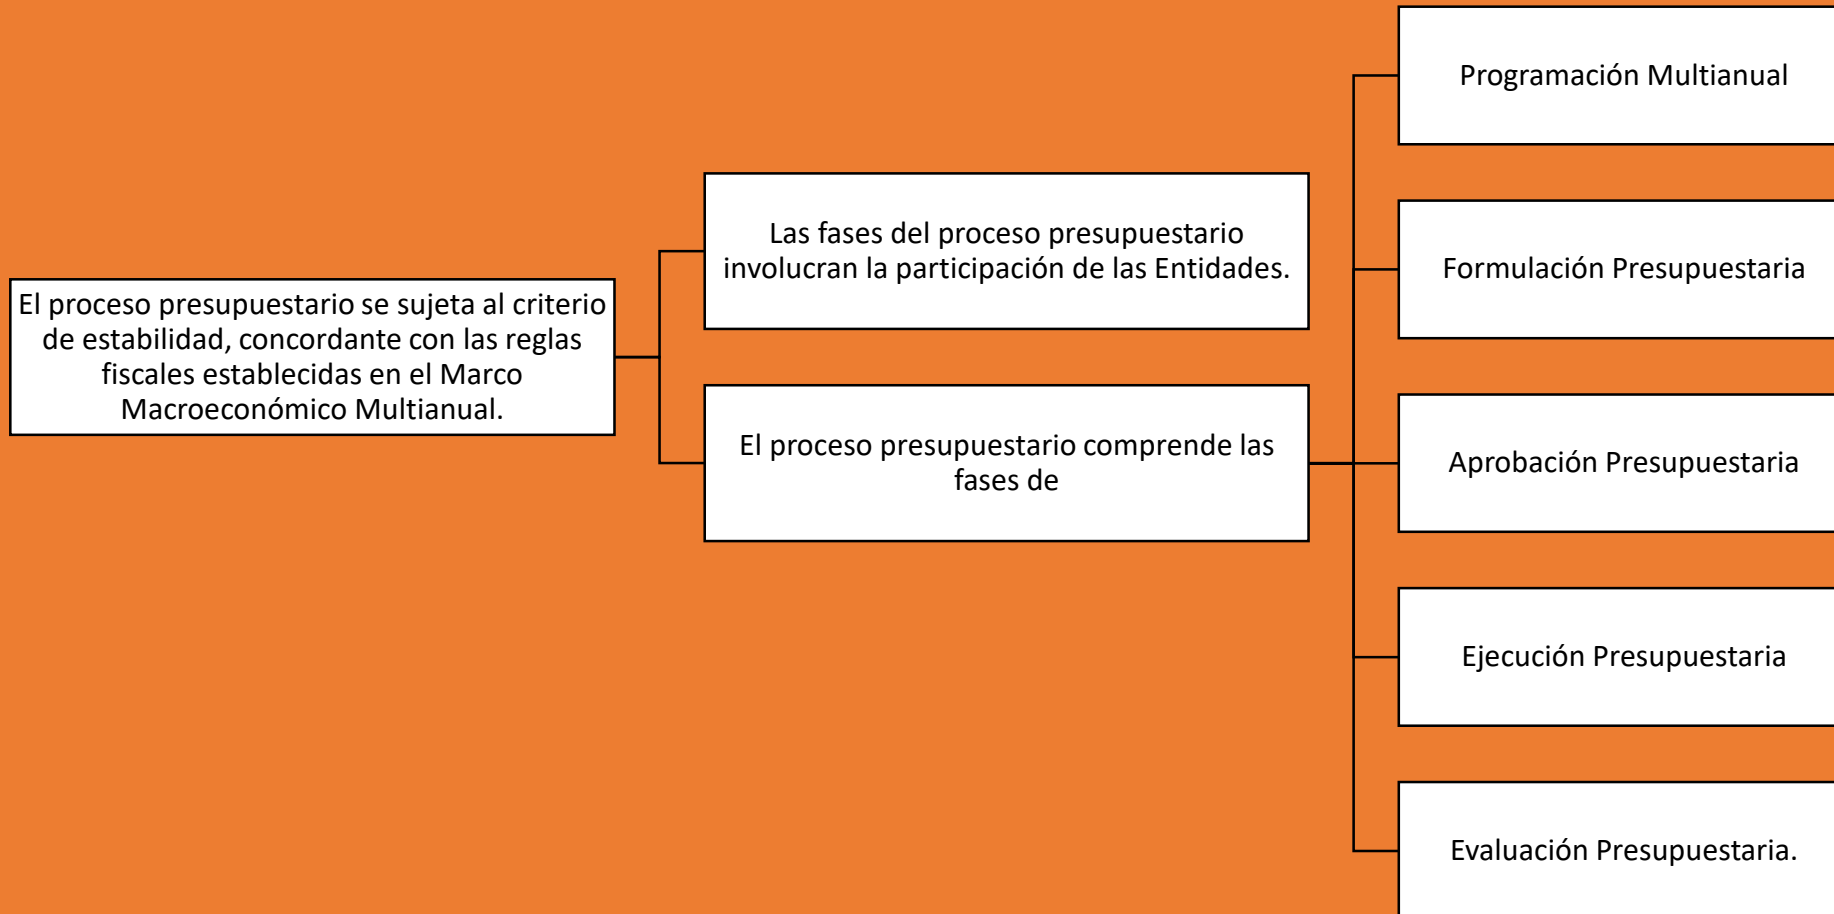 El proceso presupuestario se sujeta al criterio
de estabilidad, concordante con las reglas
fiscales establecidas en el Marco
Macroeconómico Multianual.
Las fases del proceso presupuestario
involucran la participación de las Entidades.
El proceso presupuestario comprende las
fases de
Programación Multianual
Formulación Presupuestaria
Aprobación Presupuestaria
Ejecución Presupuestaria
Evaluación Presupuestaria.